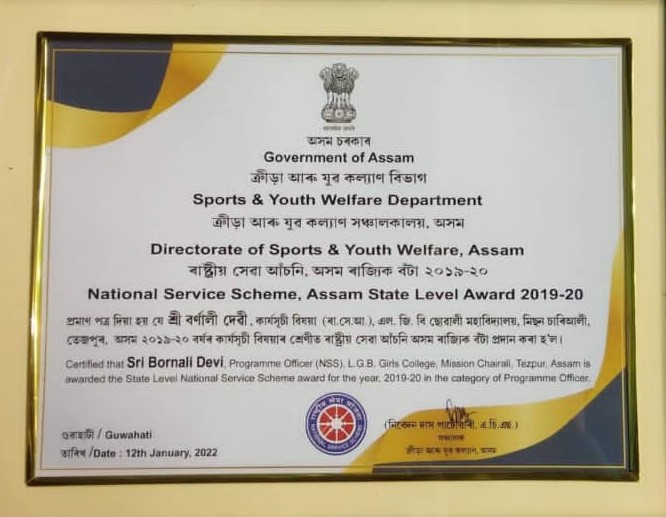 অসম চৰকাৰ
Government of Assam
ক্ৰীড়া আৰু যুৱ কল্যাণ বিভাগ
Sports & Youth Welfare Department
ক্ৰীড়া আৰু যুৱ কল্যাণ সঞ্চালকালয়, অসম
Directorate of Sports & Youth Welfare, Assam
ৰাষ্ট্ৰীয় সেৱা আঁচনি, অসম ৰাজ্যিক বঁটা ২০১৯-২০
National Service Scheme, Assam State Level Award 2019-20
প্ৰমাণ পত্ৰ দিয়া হয় যে শ্ৰী বৰ্ণালী দেৱী, কাৰ্যসূচী বিষয়া (ৰা.সে.আ.), এল. জি. বি ছোৱালী মহাবিদ্যালয়, মিছন চাৰিআলী,
তেজপুৰ, অসম ২০১৯-২০ বৰ্ষৰ কাৰ্যসূচী বিষয়াৰ শ্ৰেণীত ৰাষ্ট্ৰীয় সেৱা আঁচনি অসম ৰাজ্যিক বঁটা প্ৰদান কৰা হ'ল।
Certified that Sri Bornali Devi, Programme Officer (NSS), L.G.B. Girls College, Mission Chairali, Tezpur, Assam is
awarded the State Level National Service Scheme award for the year, 2019-20 in the category of Programme Officer.
গুৱাহাটী / Guwahati
তাৰিখ /Date : 12th January, 2022
(নিবেদন দাস পাটোৱাৰী, এ.চি.এছ.)
সঞ্চালক
ক্ৰীড়া আৰু যুৱ কল্যাণ, অসম